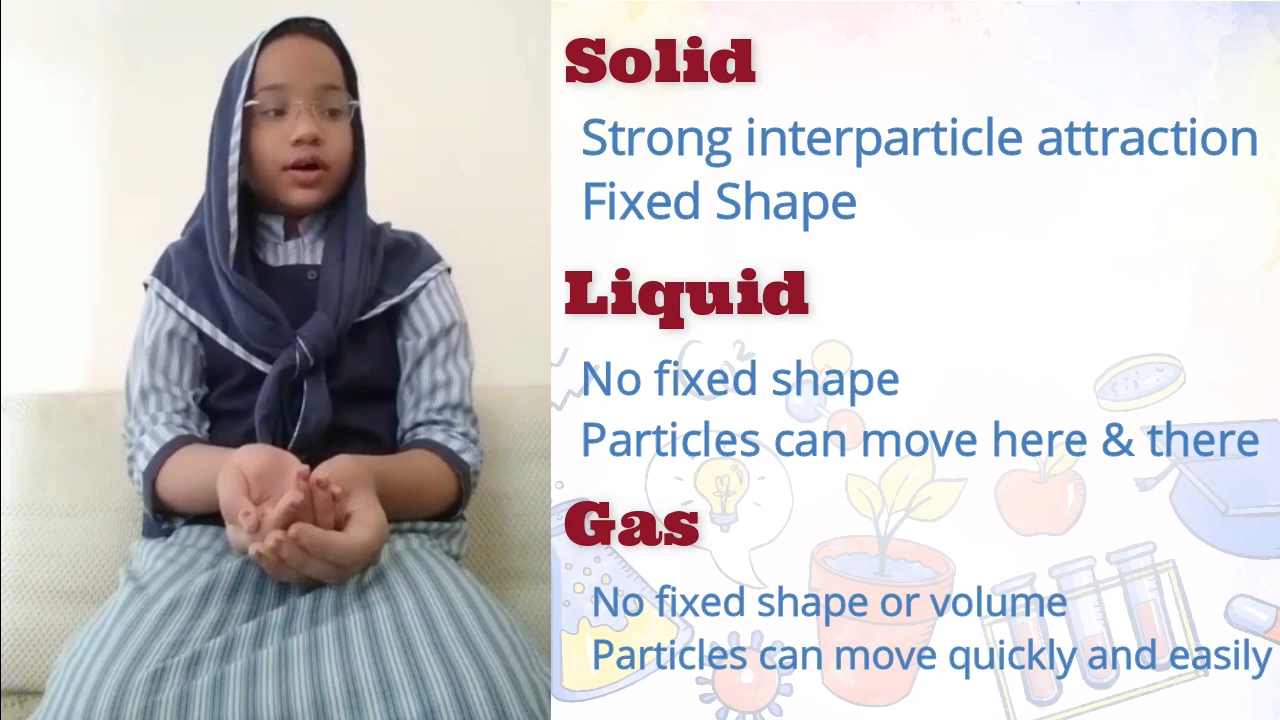 Solid
Strong interparticle attraction
Fixed Shape
Liquid
No fixed shape
Particles can move here & there
Gas
No fixed shape or volume
Particles can move quickly and easily